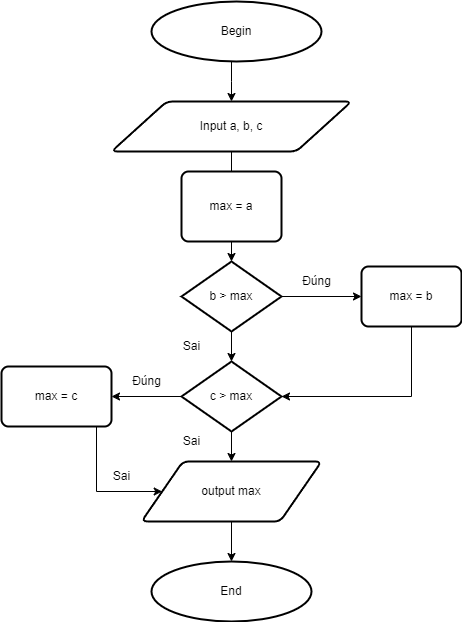 Begin
Input a, b, c
max = a
b > max
Đúng
max = b
Sai
max = c
Đúng
c > max
Sai
Sai
output max
End